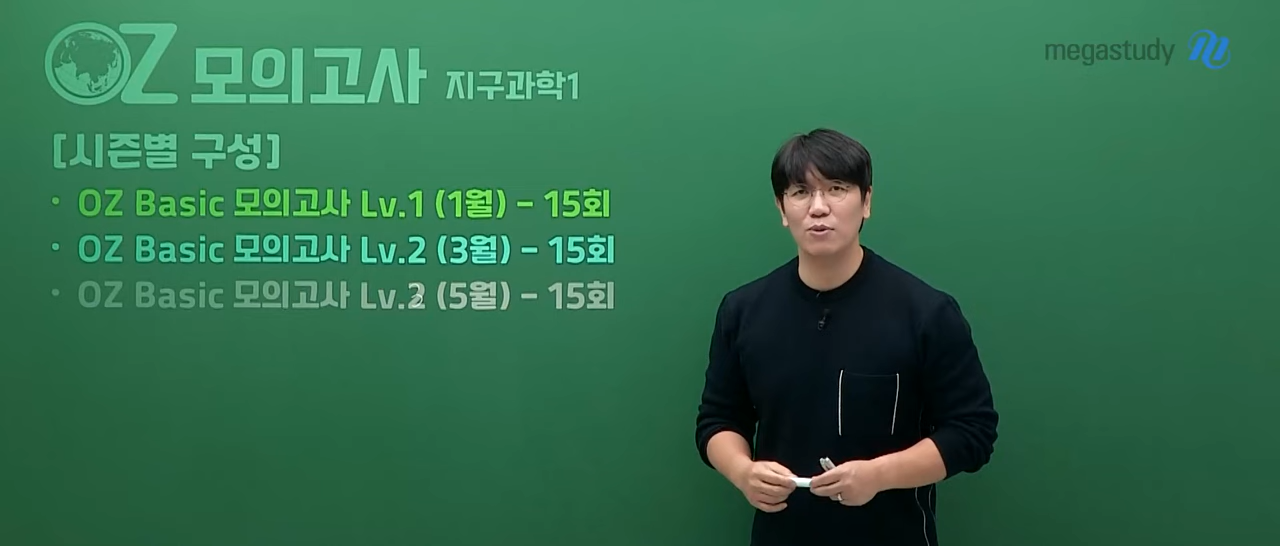 OZ 모의고사 지구과학1
megastudy
[시즌별 구성]
• OZ Basic 모의고사 Lv.1 (1월) - 15회
• OZ Basic 모의고사 Lv.2 (3월) - 15회
• OZ Basic 모의고사 (5월) - 15회